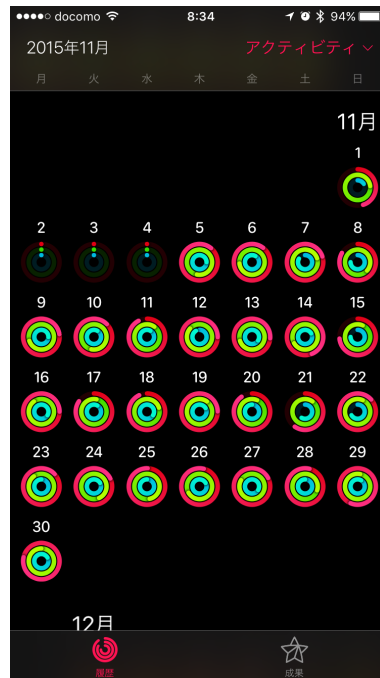 docomo 8:34 94%
2015年11月 アクティビティ
月 火 水 木 金 土 日
11月
1
2 3 4 5 6 7 8
9 10 11 12 13 14 15
16 17 18 19 20 21 22
23 24 25 26 27 28 29
30
12月
履歴 成果